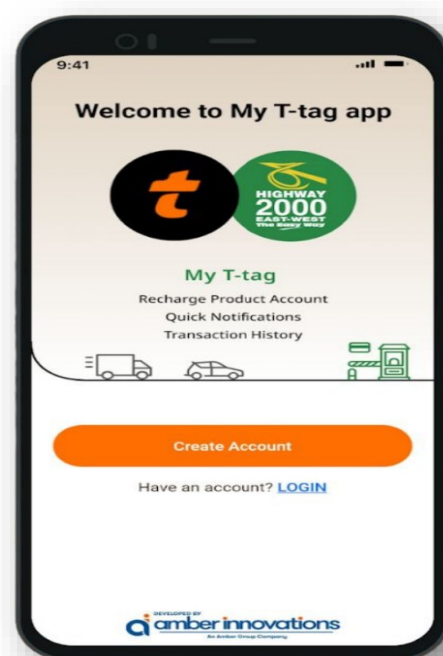 9:41
Welcome to My T-tag app
t
HIGHWAY
2000
EAST-WEST
The Easy Way
My T-tag
Recharge Product Account
Quick Notifications
Transaction History
Create Account
Have an account? LOGIN
DEVELOPED BY
amber innovations
An Amber Group Company